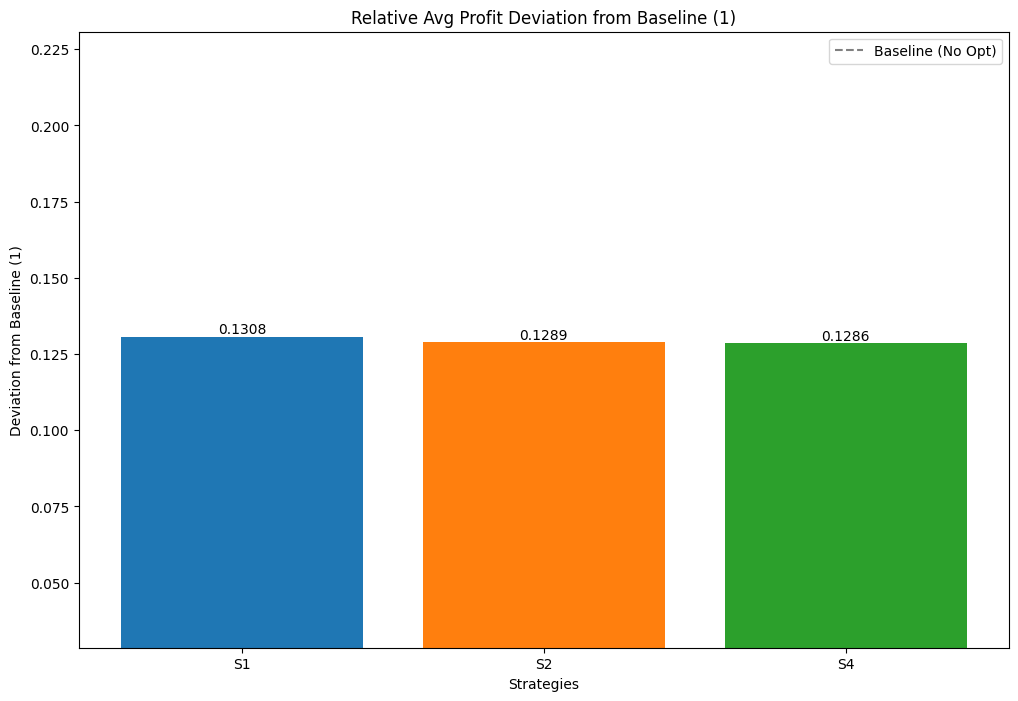 Relative Avg Profit Deviation from Baseline (1)
Baseline (No Opt)
Deviation from Baseline (1)
0.225
0.200
0.175
0.150
0.125
0.100
0.075
0.050
0.1308
0.1289
0.1286
S1
S2
S4
Strategies